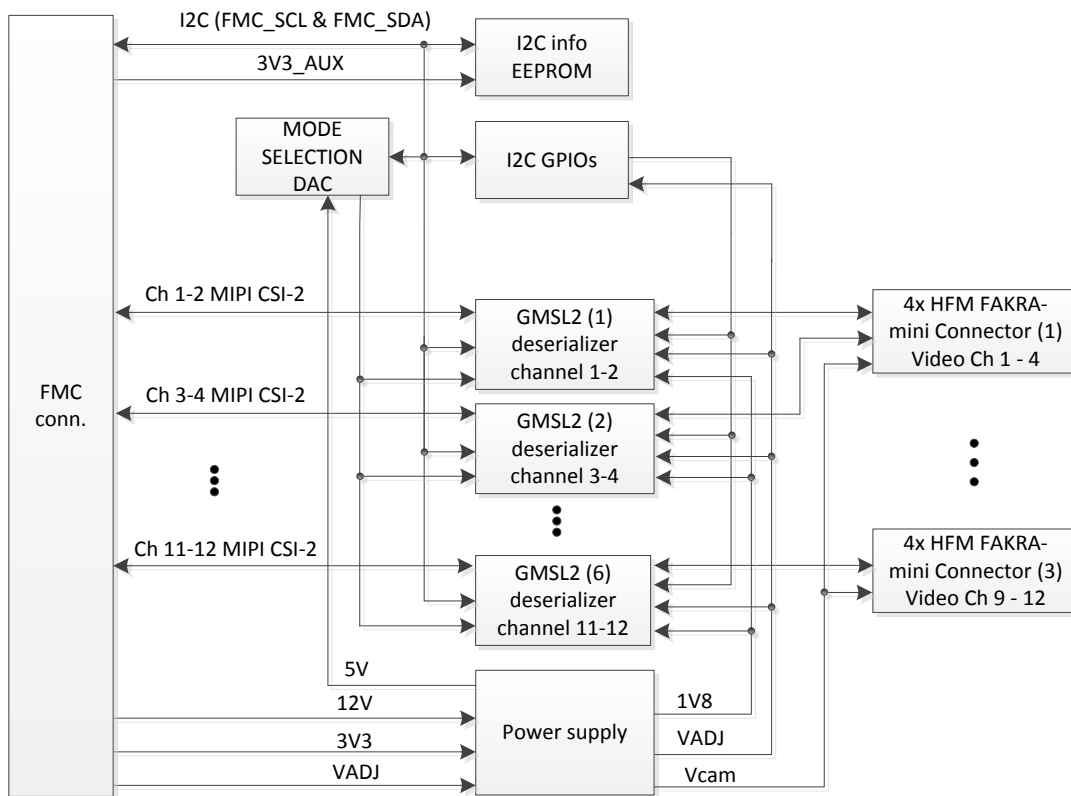 I2C (FMC_SCL & FMC_SDA)
3V3_AUX
I2C info
EEPROM
MODE
SELECTION
DAC
I2C GPIOs
Ch 1-2 MIPI CSI-2
GMSL2 (1)
deserializer
channel 1-2
4x HFM FAKRA-
mini Connector (1)
Video Ch 1 - 4
FMC
conn.
Ch 3-4 MIPI CSI-2
GMSL2 (2)
deserializer
channel 3-4
Ch 11-12 MIPI CSI-2
GMSL2 (6)
deserializer
channel 11-12
4x HFM FAKRA-
mini Connector (3)
Video Ch 9 - 12
5V
12V
3V3
VADJ
Power supply
1V8
VADJ
Vcam